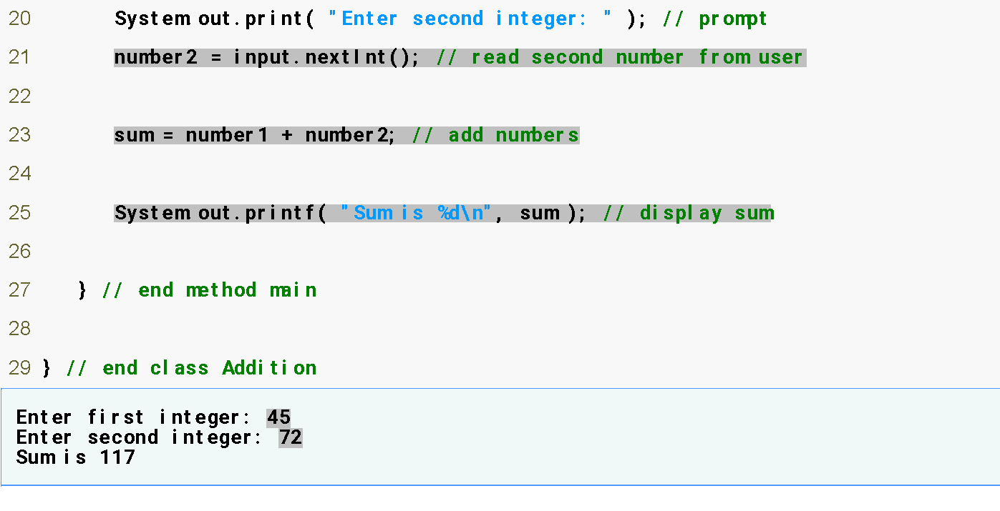 20 System.out.print( "Enter second integer: " ); // prompt
21 number2 = input.nextInt(); // read second number from user
22
23 sum = number1 + number2; // add numbers
24
25 System.out.printf( "Sum is %d\n", sum ); // display sum
26
27 } // end method main
28
29 } // end class Addition
Enter first integer: 45
Enter second integer: 72
Sum is 117